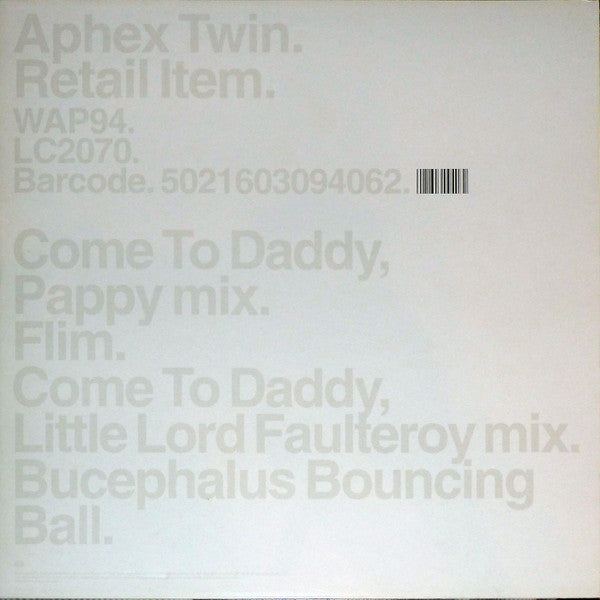 Aphex Twin.
Retail Item.
WAP94.
LC2070.
Barcode. 5021603094062.
Come To Daddy,
Pappy mix.
Flim.
Come To Daddy,
Little Lord Faulteroy mix.
Bucephalus Bouncing
Ball.